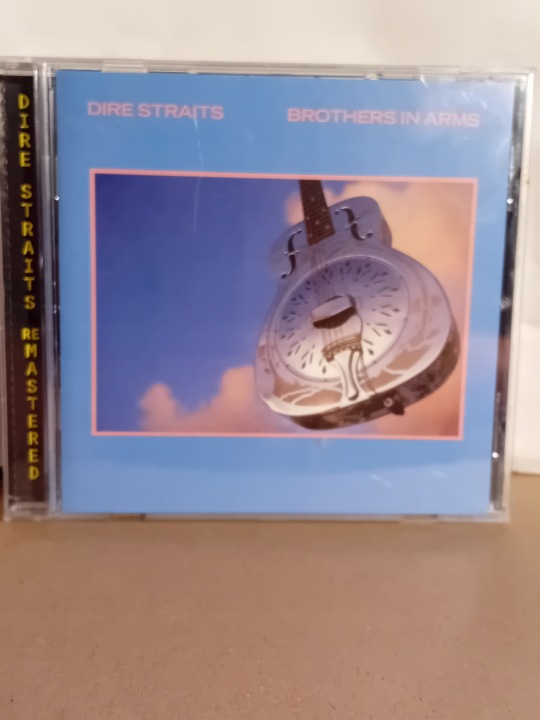 DIRE STRAITS REMASTERED
DIRE STRAITS
BROTHERS IN ARMS